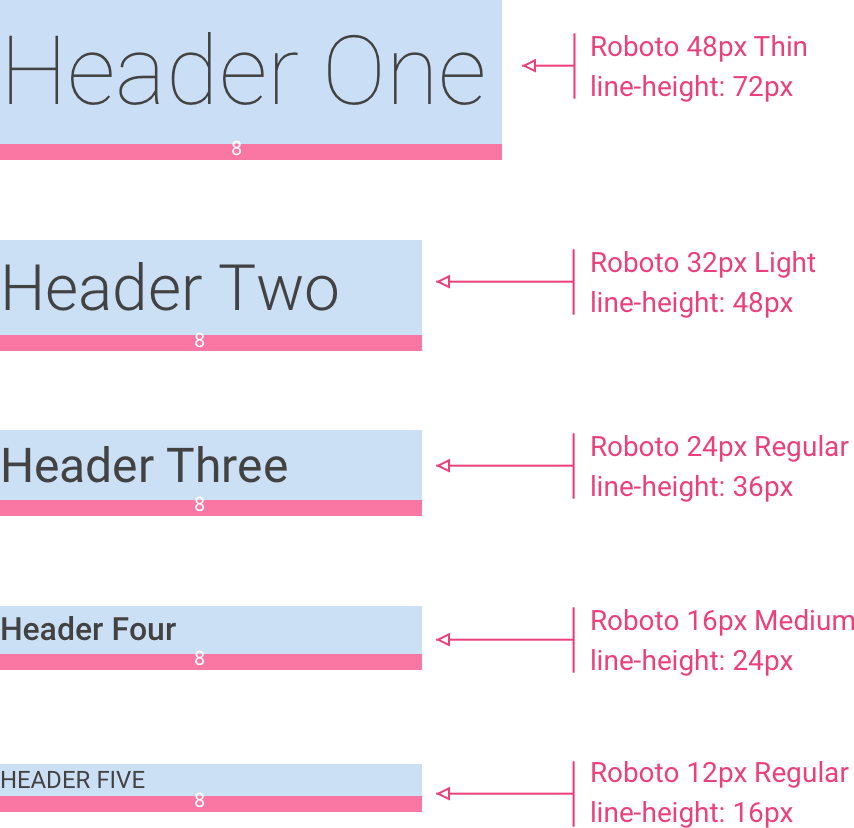 Header One
Roboto 48px Thin
line-height: 72px
8
Header Two
Roboto 32px Light
line-height: 48px
8
Header Three
Roboto 24px Regular
line-height: 36px
8
Header Four
Roboto 16px Medium
line-height: 24px
8
HEADER FIVE
Roboto 12px Regular
line-height: 16px
8